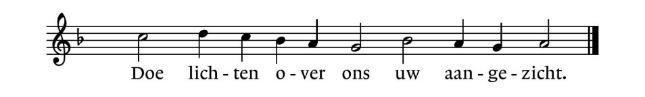 Doe lich - ten o - ver ons uw aan - ge - zicht.